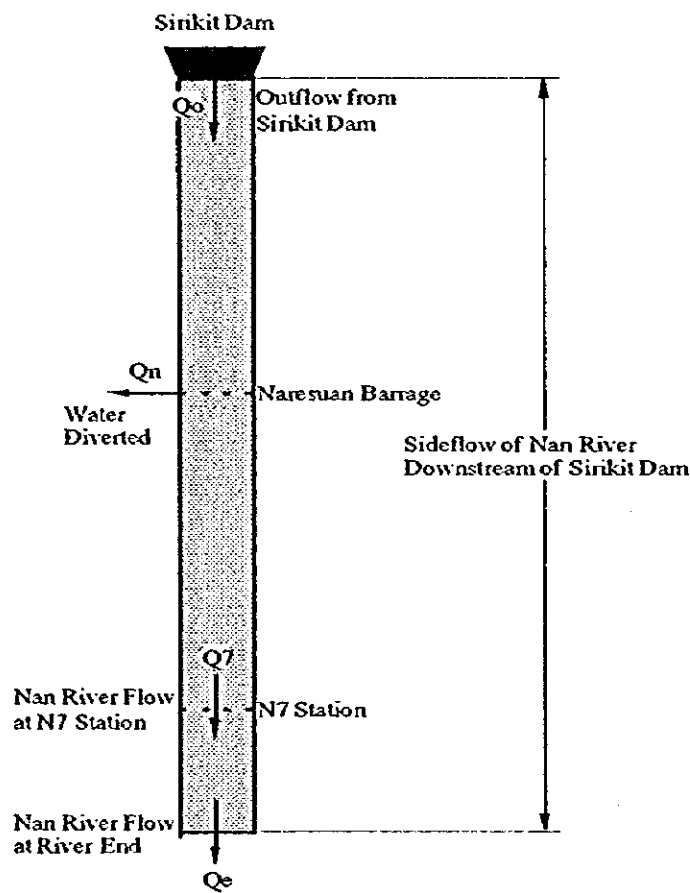 Sirikit Dam
Qo
Outflow from
Sirikit Dam
Qn
Water
Diverted
Naresuan Barrage
Sideflow of Nan River
Downstream of Sirikit Dam
Q7
Nan River Flow
at N7 Station
N7 Station
Nan River Flow
at River End
Qe